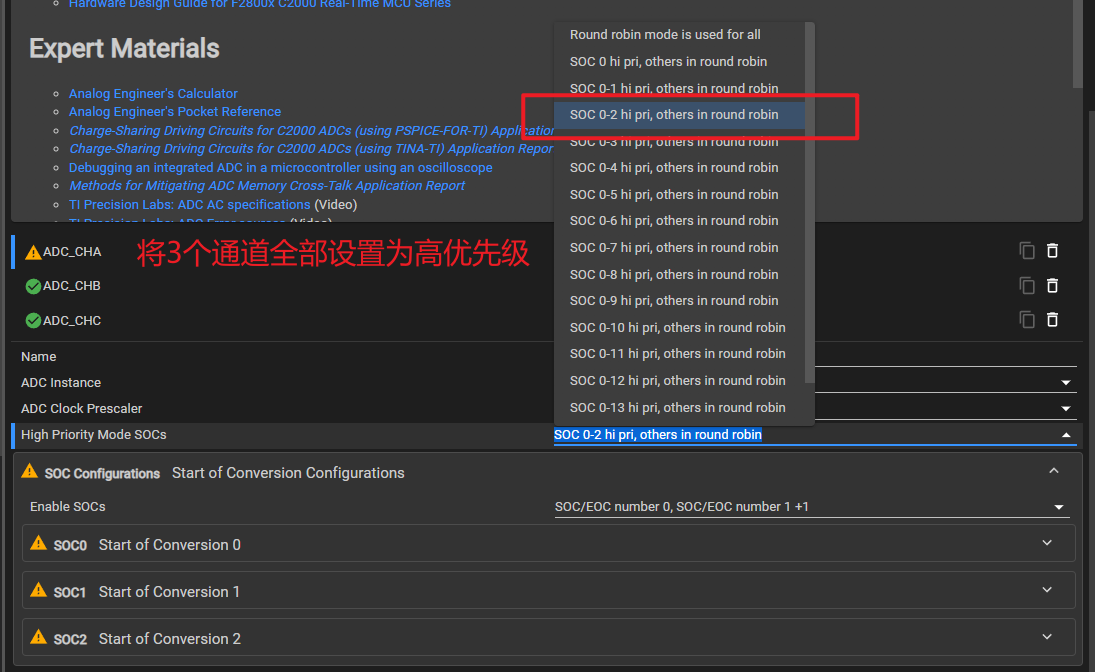 Hardware Design Guide for F2800x C2000 Real-Time MCU Series
Expert Materials
Analog Engineer's Calculator
Analog Engineer's Pocket Reference
Charge-Sharing Driving Circuits for C2000 ADCs (using PSPICE-FOR-TI) Application
Charge-Sharing Driving Circuits for C2000 ADCs (using TINA-TI) Application Repor
Debugging an integrated ADC in a microcontroller using an oscilloscope
Methods for Mitigating ADC Memory Cross-Talk Application Report
TI Precision Labs: ADC AC specifications (Video)
TI Precision Labs: ADC Error sources (Video)
Round robin mode is used for all
SOC 0 hi pri, others in round robin
SOC 0-1 hi pri, others in round robin
SOC 0-2 hi pri, others in round robin
SOC 0-3 hi pri, others in round robin
SOC 0-4 hi pri, others in round robin
SOC 0-5 hi pri, others in round robin
SOC 0-6 hi pri, others in round robin
SOC 0-7 hi pri, others in round robin
SOC 0-8 hi pri, others in round robin
SOC 0-9 hi pri, others in round robin
SOC 0-10 hi pri, others in round robin
SOC 0-11 hi pri, others in round robin
SOC 0-12 hi pri, others in round robin
SOC 0-13 hi pri, others in round robin
ADC_CHA
将3个通道全部设置为高优先级
ADC_CHB
ADC_CHC
Name
ADC Instance
ADC Clock Prescaler
High Priority Mode SOCs SOC 0-2 hi pri, others in round robin
SOC Configurations Start of Conversion Configurations
Enable SOCs SOC/EOC number 0, SOC/EOC number 1 +1
SOC0 Start of Conversion 0
SOC1 Start of Conversion 1
SOC2 Start of Conversion 2